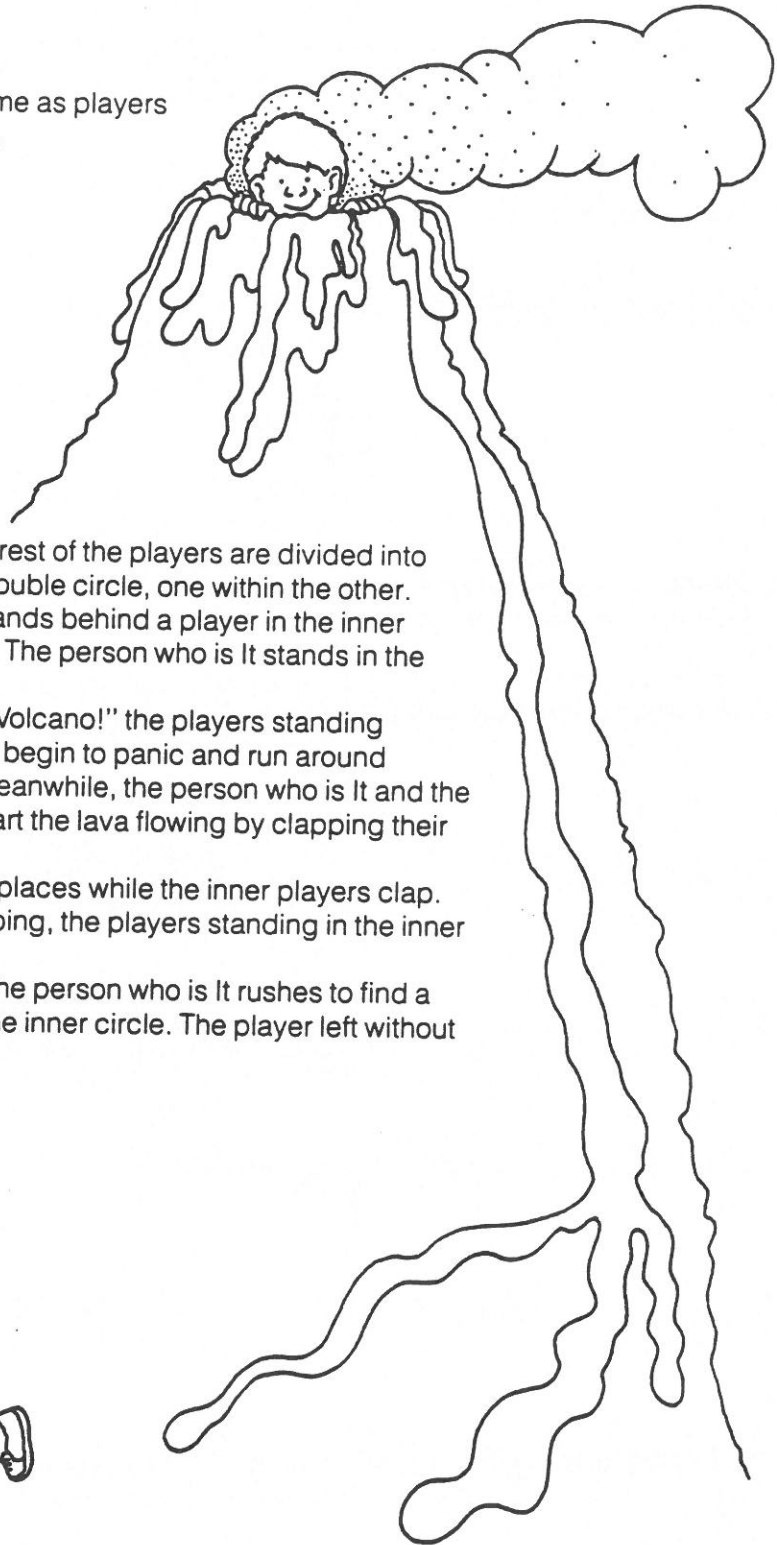 me as players
rest of the players are divided into
ouble circle, one within the other.
ands behind a player in the inner
The person who is It stands in the
Volcano!" the players standing
begin to panic and run around
eanwhile, the person who is It and the
art the lava flowing by clapping their
places while the inner players clap.
ping, the players standing in the inner
he person who is It rushes to find a
e inner circle. The player left without